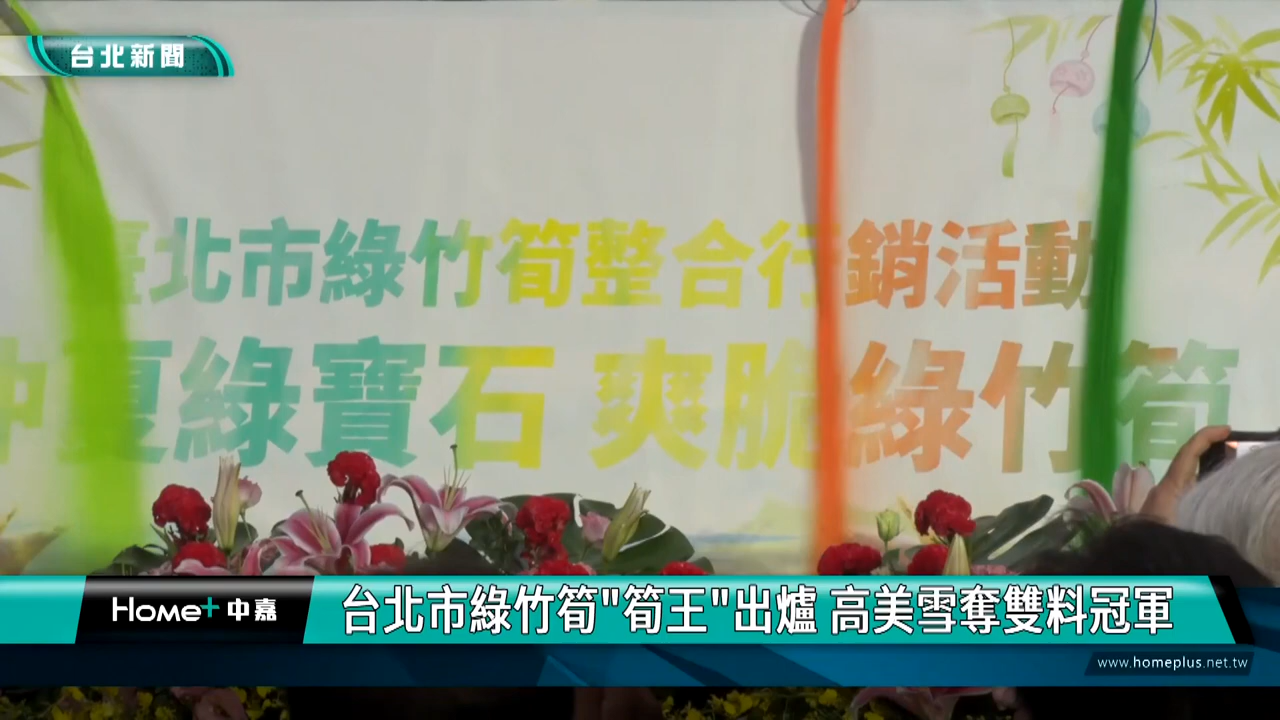 台北新聞
臺北市綠竹筍整合行銷活動
仲夏綠寶石 爽脆綠竹筍
Home+ 中嘉
台北市綠竹筍"筍王"出爐 高美雪奪雙料冠軍
www.homeplus.net.tw